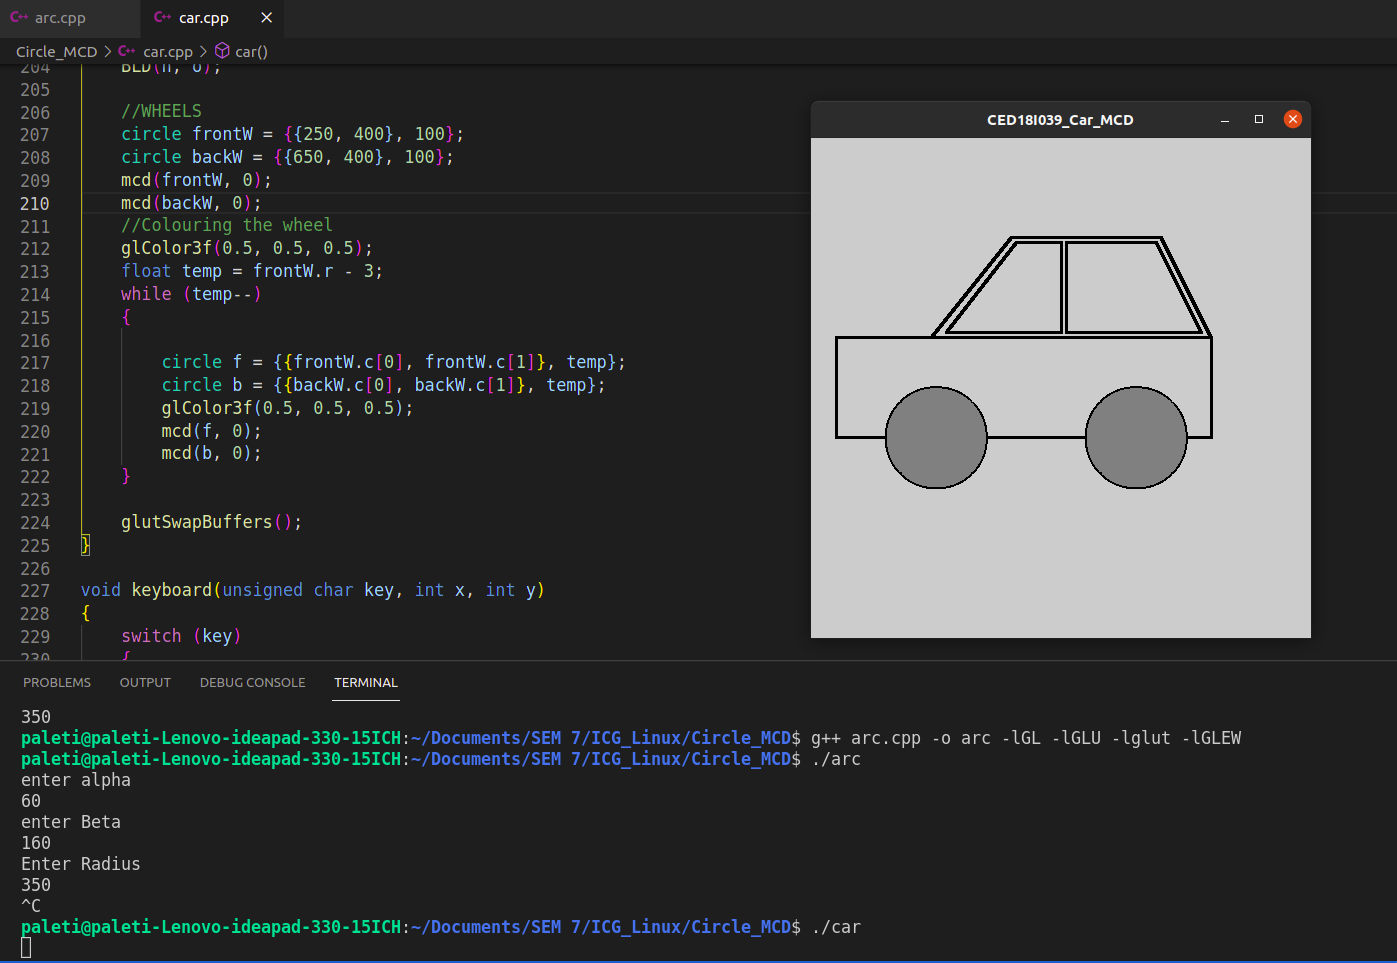 arc.cpp
car.cpp
Circle_MCD > car.cpp > car()
204
205
206 //WHEELS
207 circle frontW = {{250, 400}, 100};
208 circle backW = {{650, 400}, 100};
209 mcd(frontW, 0);
210 mcd(backW, 0);
211 //Colouring the wheel
212 glColor3f(0.5, 0.5, 0.5);
213 float temp = frontW.r - 3;
214 while (temp--)
215 {
216
217 circle f = {{frontW.c[0], frontW.c[1]}, temp};
218 circle b = {{backW.c[0], backW.c[1]}, temp};
219 glColor3f(0.5, 0.5, 0.5);
220 mcd(f, 0);
221 mcd(b, 0);
222 }
223
224 glutSwapBuffers();
225 }
226
227 void keyboard(unsigned char key, int x, int y)
228 {
229 switch (key)
230 {
CED18I039_Car_MCD
PROBLEMS OUTPUT DEBUG CONSOLE TERMINAL
350
paleti@paleti-Lenovo-ideapad-330-15ICH:~/Documents/SEM 7/ICG_Linux/Circle_MCD$ g++ arc.cpp -o arc -lGL -lGLU -lglut -lGLEW
paleti@paleti-Lenovo-ideapad-330-15ICH:~/Documents/SEM 7/ICG_Linux/Circle_MCD$ ./arc
enter alpha
60
enter Beta
160
Enter Radius
350
^C
paleti@paleti-Lenovo-ideapad-330-15ICH:~/Documents/SEM 7/ICG_Linux/Circle_MCD$ ./car